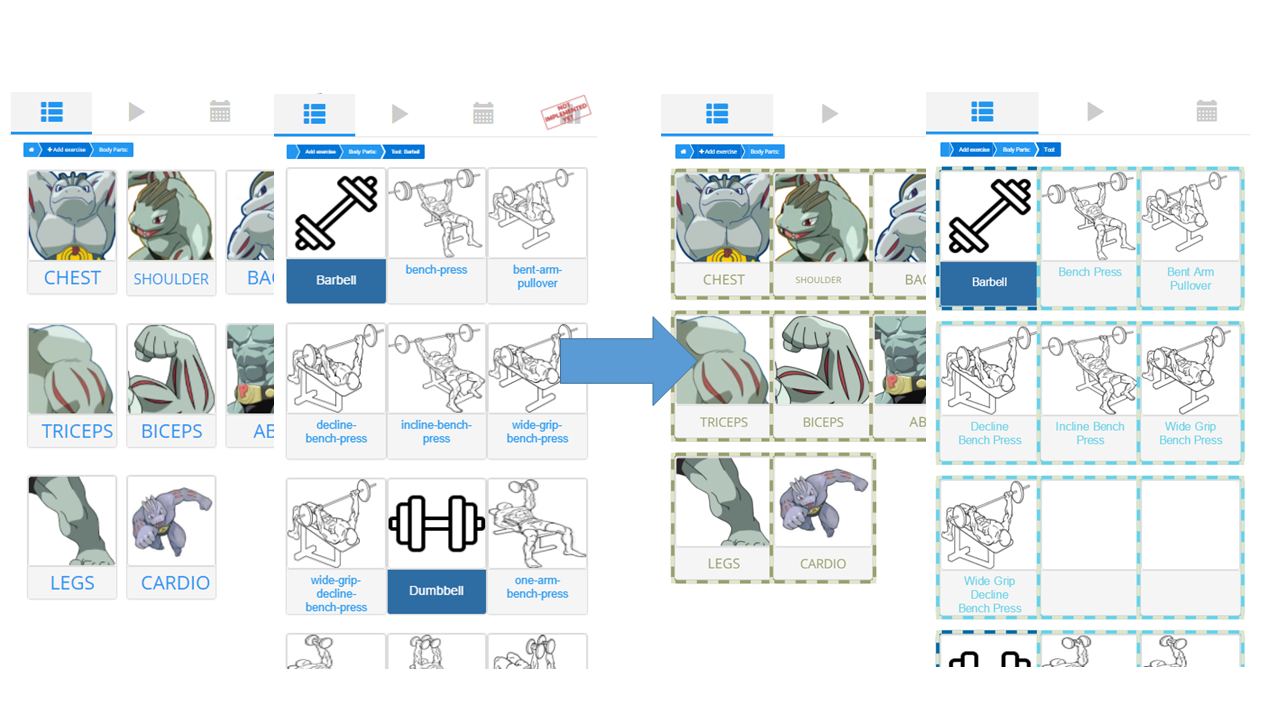 NOT
IMPLEMENTED
YET
+Add exercise
Body Parts:
CHEST
SHOULDER
BAC
TRICEPS
BICEPS
AB
LEGS
CARDIO
Add exercise
Body Parts:
Tool: Barbell
Barbell
bench-press
bent-arm-
pullover
decline-
bench-press
incline-bench-
press
wide-grip-
bench-press
wide-grip-
decline-
bench-press
Dumbbell
one-arm-
bench-press
+Add exercise
Body Parts:
CHEST
SHOULDER
BAC
TRICEPS
BICEPS
AB
LEGS
CARDIO
Add exercise
Body Parts:
Tool
Barbell
Bench Press
Bent Arm
Pullover
Decline
Bench Press
Incline Bench
Press
Wide Grip
Bench Press
Wide Grip
Decline
Bench Press